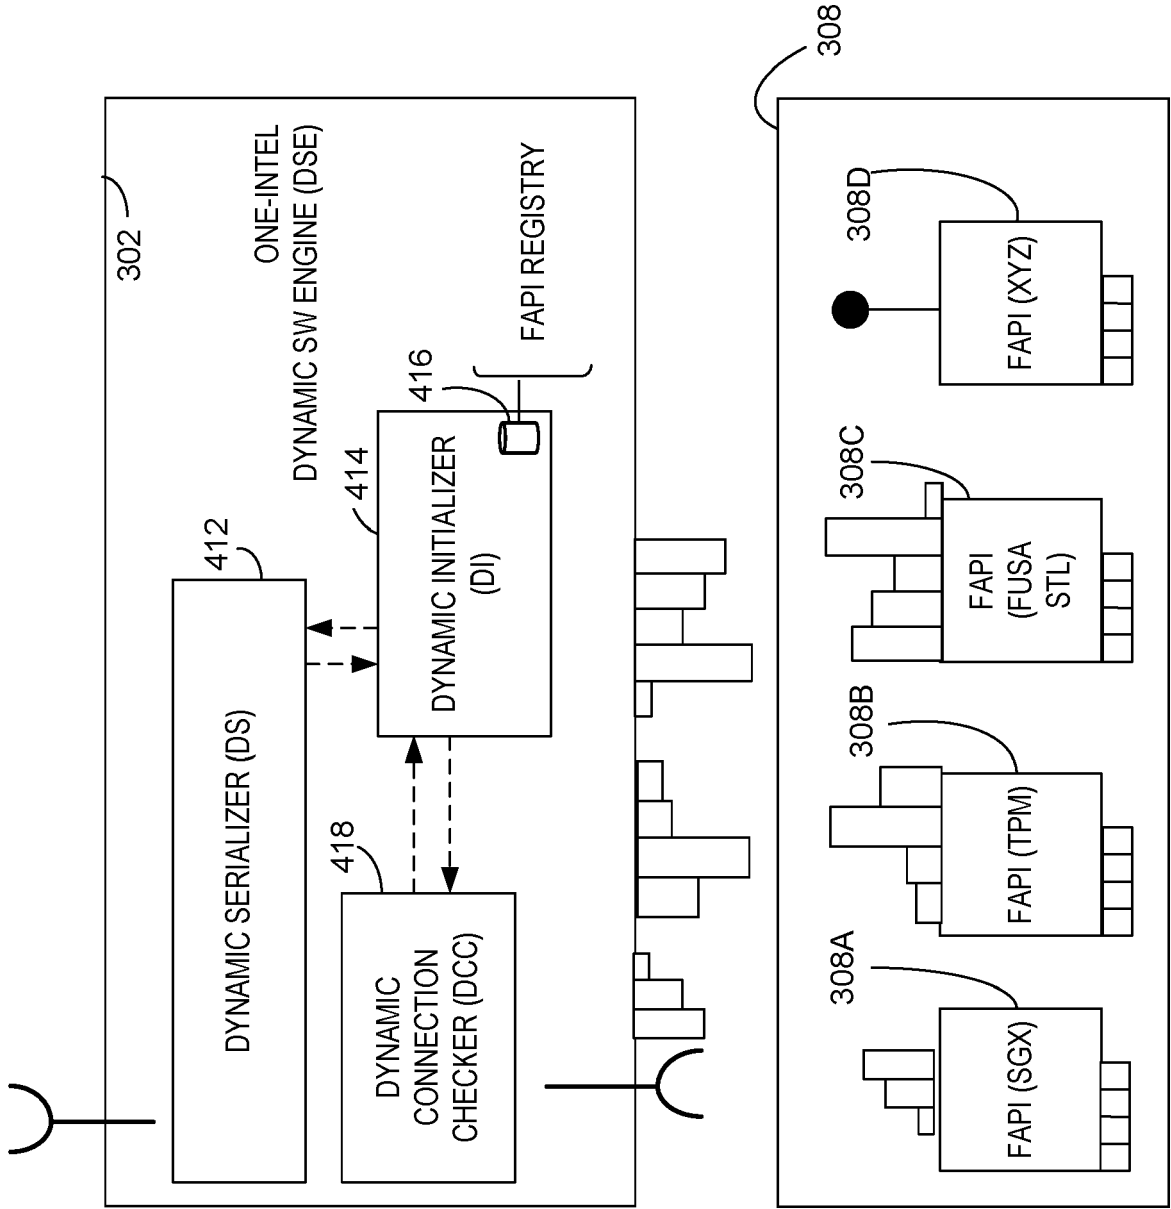 302
ONE-INTEL
DYNAMIC SW ENGINE (DSE)
DYNAMIC SERIALIZER (DS)
412
DYNAMIC
CONNECTION
CHECKER (DCC)
418
DYNAMIC INITIALIZER
(DI)
414
416
FAPI REGISTRY
308
FAPI (SGX)
308A
FAPI (TPM)
308B
FAPI
(FUSA
STL)
308C
FAPI (XYZ)
308D